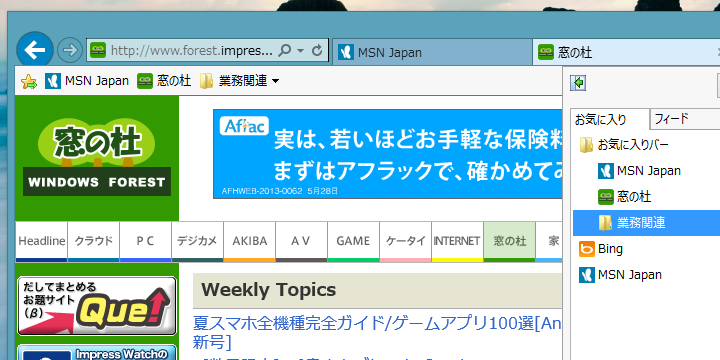 http://www.forest.impres...
MSN Japan
窓の杜
MSN Japan 窓の杜 業務関連
窓の杜
WINDOWS FOREST
Aflac
実は、若いほどお手軽な保険料
まずはアフラックで、確かめてみ
AFHWEB-2013-0062 5月28日
お気に入り フィード
お気に入りバー
MSN Japan
窓の杜
業務関連
Bing
MSN Japan
Headline クラウド PC デジカメ AKIBA AV GAME ケータイ INTERNET 窓の杜 家
だしてまとめる
お題サイト
(β)
Que!
Impress Watchの
Weekly Topics
夏スマホ全機種完全ガイド/ゲームアプリ100選[An
新号]